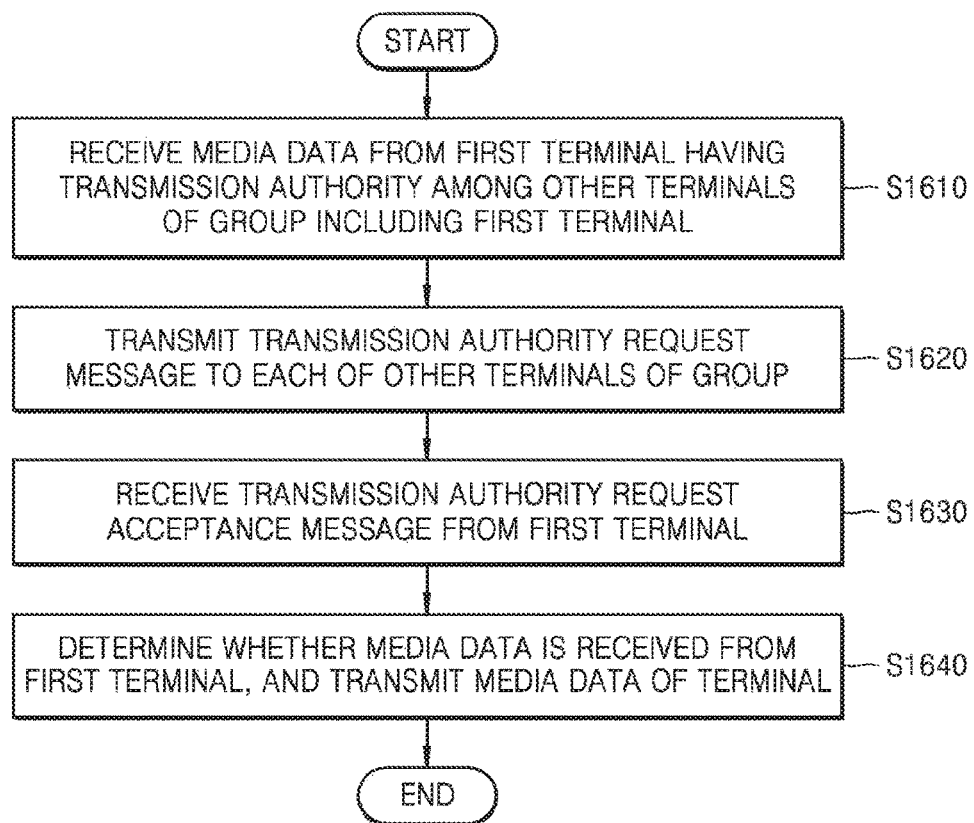 START
RECEIVE MEDIA DATA FROM FIRST TERMINAL HAVING
TRANSMISSION AUTHORITY AMONG OTHER TERMINALS
OF GROUP INCLUDING FIRST TERMINAL
S1610
TRANSMIT TRANSMISSION AUTHORITY REQUEST
MESSAGE TO EACH OF OTHER TERMINALS OF GROUP
S1620
RECEIVE TRANSMISSION AUTHORITY REQUEST
ACCEPTANCE MESSAGE FROM FIRST TERMINAL
S1630
DETERMINE WHETHER MEDIA DATA IS RECEIVED FROM
FIRST TERMINAL, AND TRANSMIT MEDIA DATA OF TERMINAL
S1640
END